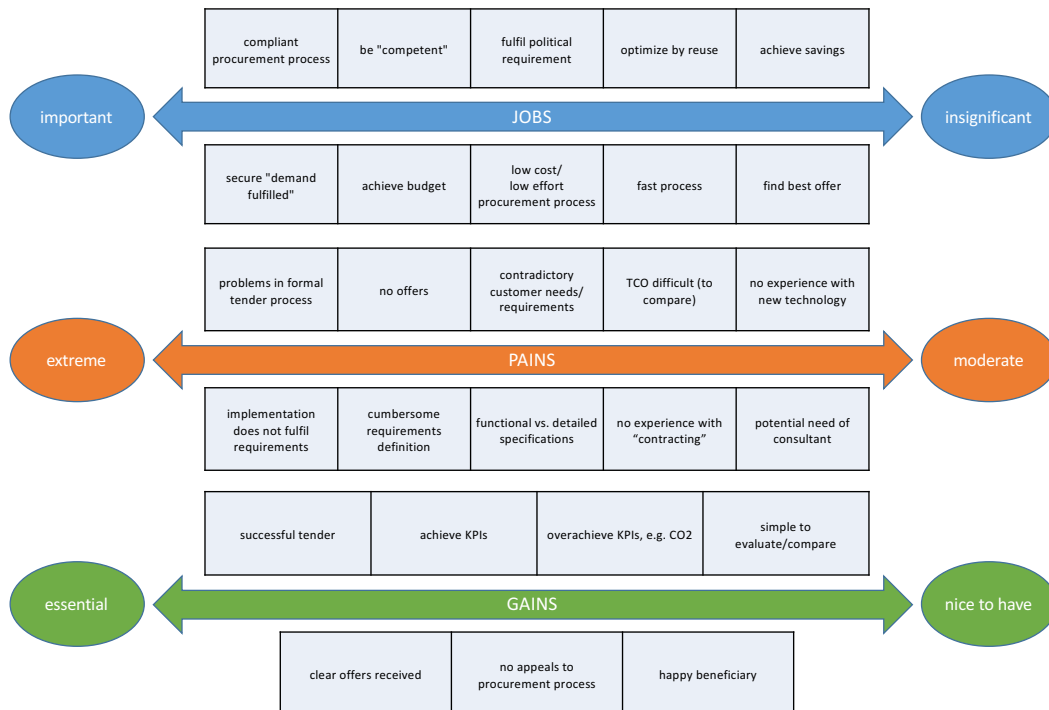 compliant
procurement process
be "competent"
fulfil political
requirement
optimize by reuse
achieve savings
important
JOBS
insignificant
secure "demand
fulfilled"
achieve budget
low cost/
low effort
procurement process
fast process
find best offer
problems in formal
tender process
no offers
contradictory
customer needs/
requirements
TCO difficult (to
compare)
no experience with
new technology
extreme
PAINS
moderate
implementation
does not fulfil
requirements
cumbersome
requirements
definition
functional vs. detailed
specifications
no experience with
“contracting”
potential need of
consultant
successful tender
achieve KPIs
overachieve KPIs, e.g. CO2
simple to
evaluate/compare
essential
GAINS
nice to have
clear offers received
no appeals to
procurement process
happy beneficiary